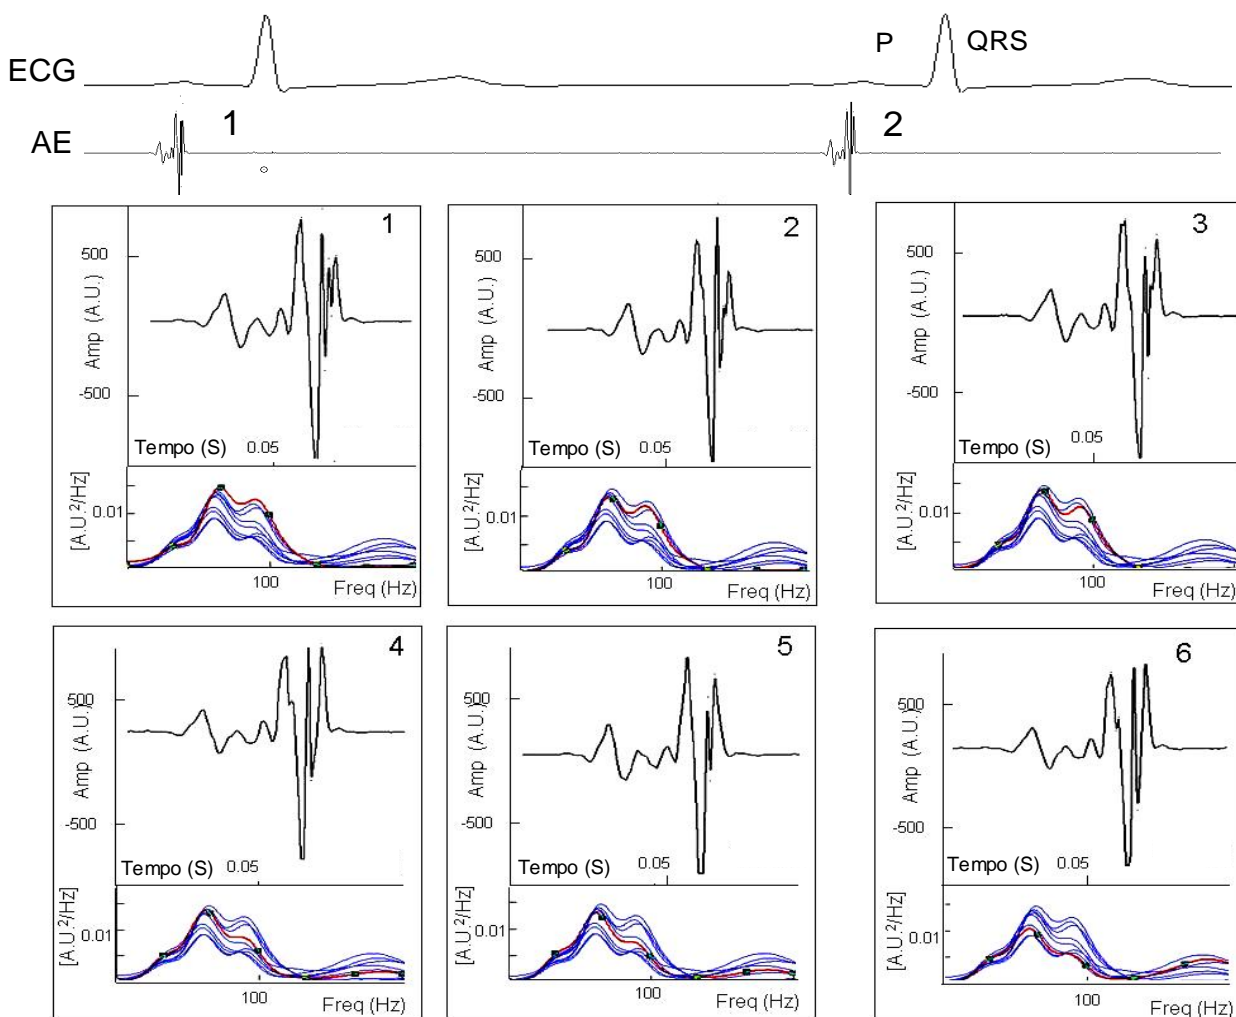 P QRS
ECG
1 2
AE
1
500
Amp (A.U.)
-500
Tempo (S) 0.05
[A.U.²/Hz]
0.01
100
Freq (Hz)
2
500
Amp (A.U.)
-500
Tempo (S) 0.05
[A.U.²/Hz]
0.01
100
Freq (Hz)
3
500
Amp (A.U.)
-500
Tempo (S) 0.05
[A.U.²/Hz]
0.01
100
Freq (Hz)
4
500
Amp (A.U.)
-500
Tempo (S) 0.05
[A.U.²/Hz]
0.01
100
Freq (Hz)
5
500
Amp (A.U.)
-500
Tempo (S) 0.05
[A.U.²/Hz]
0.01
100
Freq (Hz)
6
500
Amp (A.U.)
-500
Tempo (S) 0.05
[A.U.²/Hz]
0.01
100
Freq (Hz)